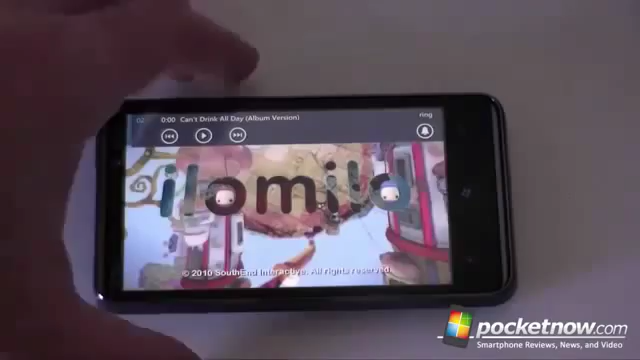 02
0:00 Can't Drink All Day (Album Version)
ring
ilomilo
© 2010 SouthEnd Interactive. All rights reserved.
pocketnow.com
Smartphone Reviews, News, and Video